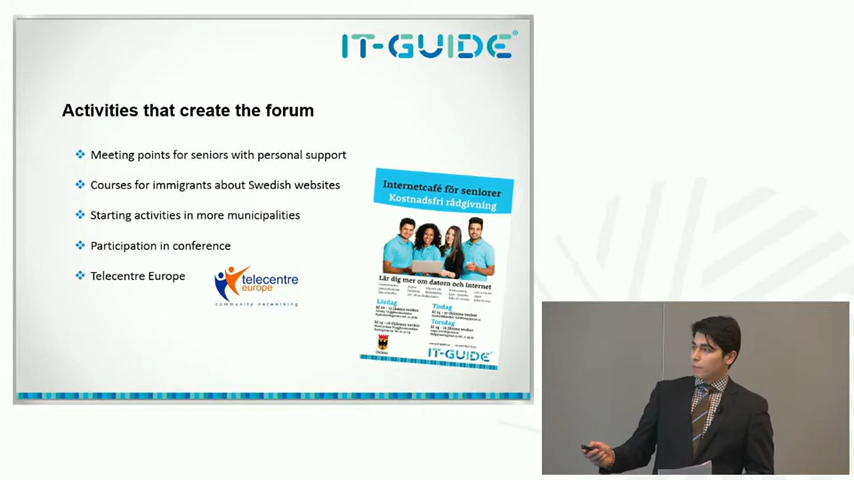 IT-GUIDE®
Activities that create the forum
Meeting points for seniors with personal support
Courses for immigrants about Swedish websites
Starting activities in more municipalities
Participation in conference
Telecentre Europe
telecentre
europe
community networking
Internetcafé för seniorer
Kostnadsfri rådgivning
Lär dig mer om datorn och internet
Lördag
Tisdag
Torsdag
IT-GUIDE